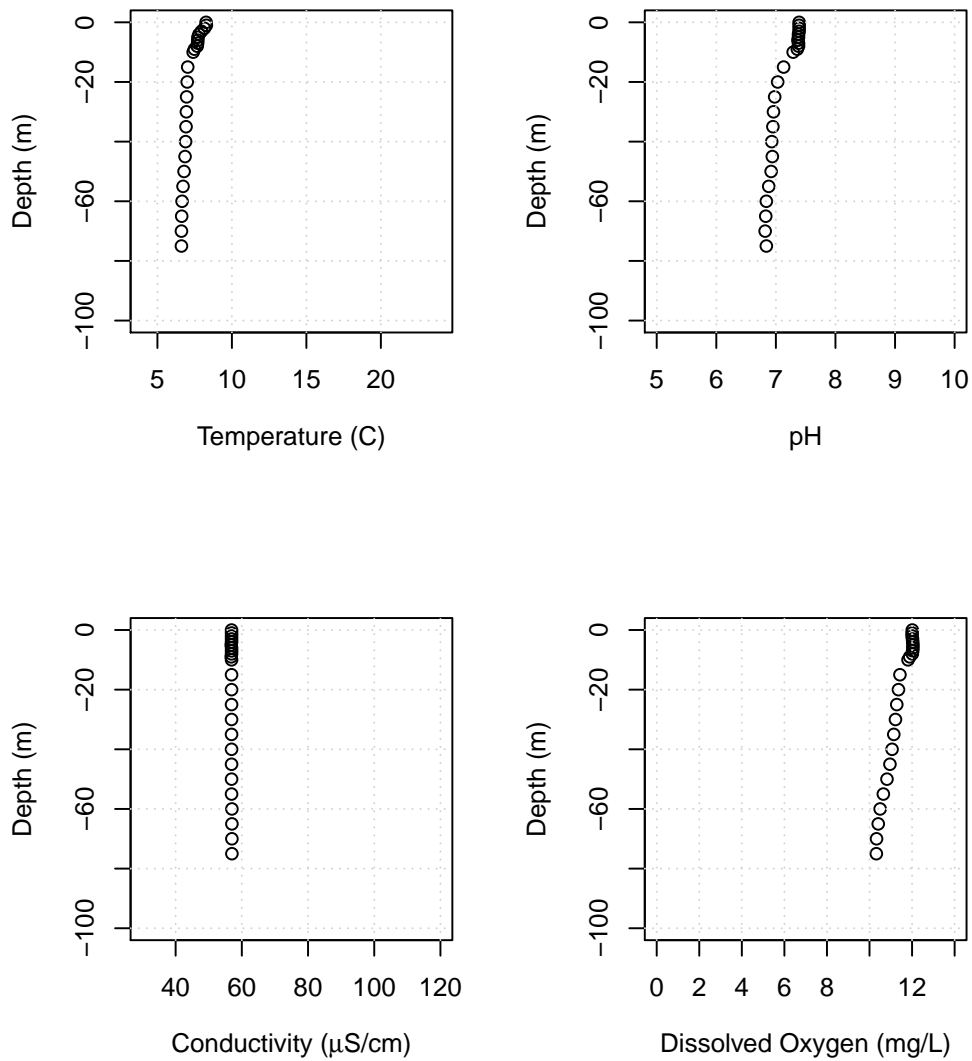 0
−20
−60
−100
Depth (m)
5 10 15 20
Temperature (C)
0
−20
−60
−100
Depth (m)
5 6 7 8 9 10
pH
0
−20
−60
−100
Depth (m)
40 60 80 100 120
Conductivity (µS/cm)
0
−20
−60
−100
Depth (m)
0 2 4 6 8 12
Dissolved Oxygen (mg/L)